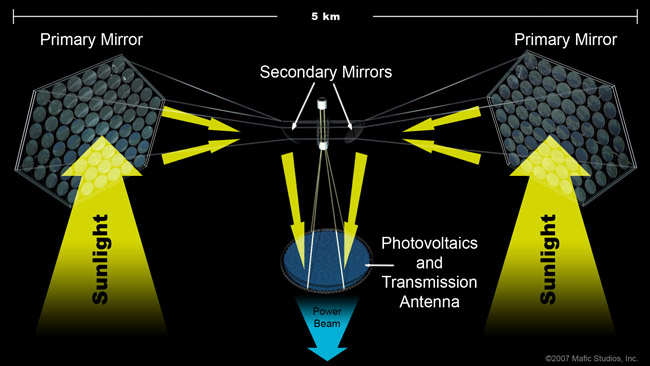 5 km
Primary Mirror
Primary Mirror
Secondary Mirrors
Sunlight
Sunlight
Photovoltaics
and
Transmission
Antenna
Power
Beam
©2007 Mafic Studios, Inc.